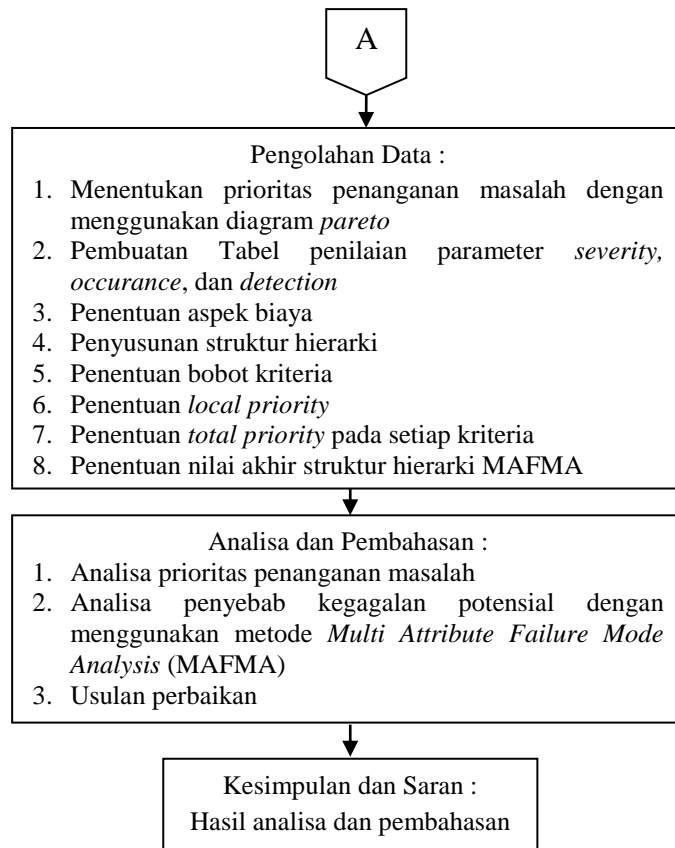 A
Pengolahan Data :
1. Menentukan prioritas penanganan masalah dengan
menggunakan diagram pareto
2. Pembuatan Tabel penilaian parameter severity,
occurance, dan detection
3. Penentuan aspek biaya
4. Penyusunan struktur hierarki
5. Penentuan bobot kriteria
6. Penentuan local priority
7. Penentuan total priority pada setiap kriteria
8. Penentuan nilai akhir struktur hierarki MAFMA
Analisa dan Pembahasan :
1. Analisa prioritas penanganan masalah
2. Analisa penyebab kegagalan potensial dengan
menggunakan metode Multi Attribute Failure Mode
Analysis (MAFMA)
3. Usulan perbaikan
Kesimpulan dan Saran :
Hasil analisa dan pembahasan